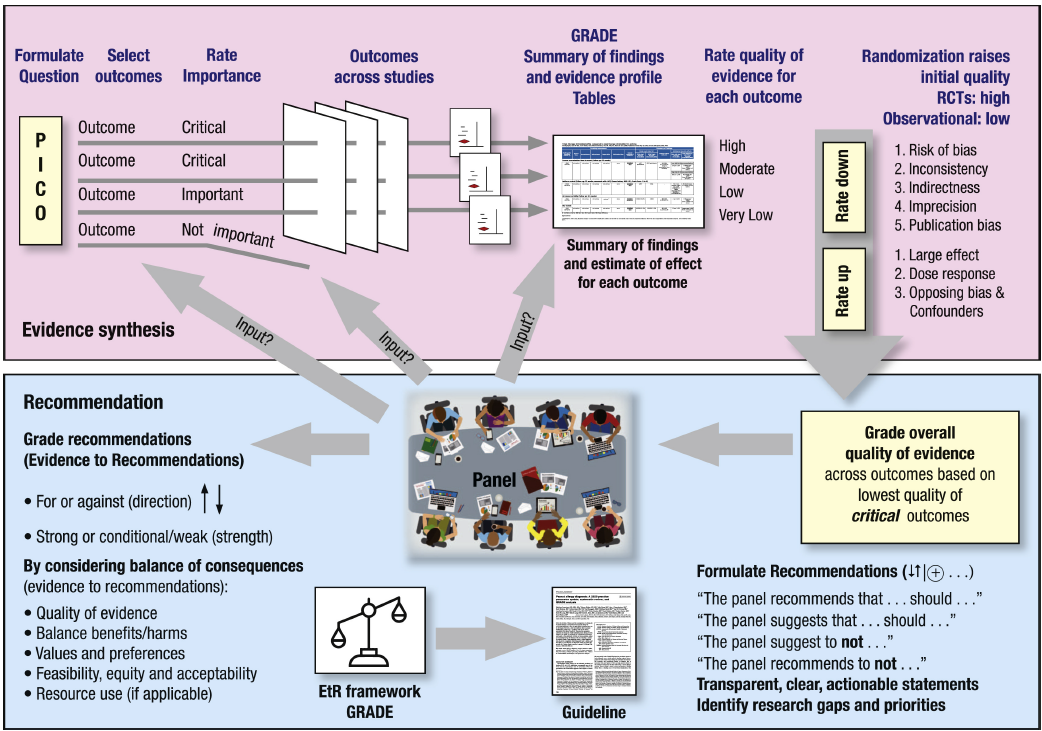 Formulate
Question
Select
outcomes
Rate
Importance
Outcomes
across studies
GRADE
Summary of findings
and evidence profile
Tables
Rate quality of
evidence for
each outcome
Randomization raises
initial quality
RCTs: high
Observational: low
P
I
C
O
Outcome Critical
Outcome Critical
Outcome Important
Outcome Not important
High
Moderate
Low
Very Low
Summary of findings
and estimate of effect
for each outcome
Rate down
1. Risk of bias
2. Inconsistency
3. Indirectness
4. Imprecision
5. Publication bias
Rate up
1. Large effect
2. Dose response
3. Opposing bias &
Confounders
Evidence synthesis
Input?
Input?
Input?
Recommendation
Grade recommendations
(Evidence to Recommendations)
• For or against (direction)
• Strong or conditional/weak (strength)
By considering balance of consequences
(evidence to recommendations):
• Quality of evidence
• Balance benefits/harms
• Values and preferences
• Feasibility, equity and acceptability
• Resource use (if applicable)
Panel
EtR framework
GRADE
Guideline
Grade overall
quality of evidence
across outcomes based on
lowest quality of
critical outcomes
Formulate Recommendations (↓↑|⊕ . . .)
“The panel recommends that . . . should . . .”
“The panel suggests that . . . should . . .”
“The panel suggest to not . . .”
“The panel recommends to not . . .”
Transparent, clear, actionable statements
Identify research gaps and priorities